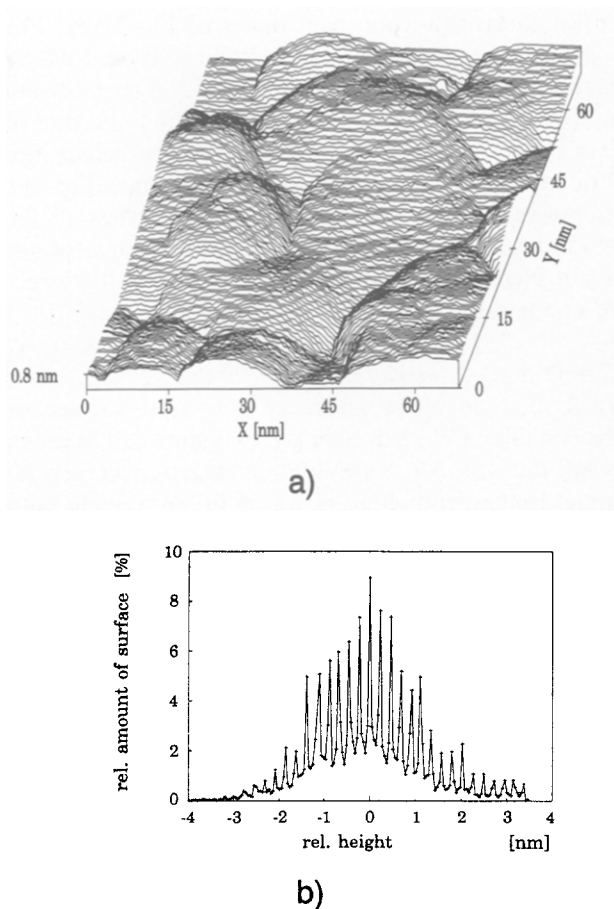 60
45
30
15
0
Y [nm]
0.8 nm
0 15 30 45 60
X [nm]
a)
10
8
6
4
2
0
rel. amount of surface [%]
-4 -3 -2 -1 0 1 2 3 4
rel. height [nm]
b)